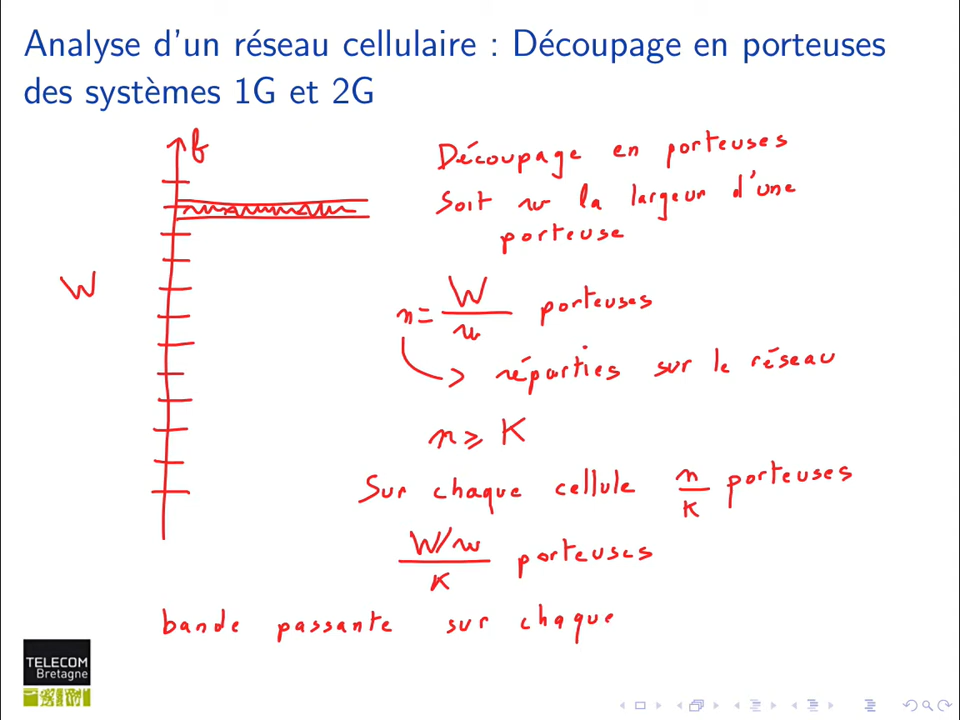 Analyse d'un réseau cellulaire : Découpage en porteuses
des systèmes 1G et 2G
f
W
Découpage en porteuses
Soit w la largeur d'une
porteuse
n = W/w porteuses
réparties sur le réseau
n ⩾ K
Sur chaque cellule n/K porteuses
W/w / K porteuses
bande passante sur chaque
TELECOM
Bretagne